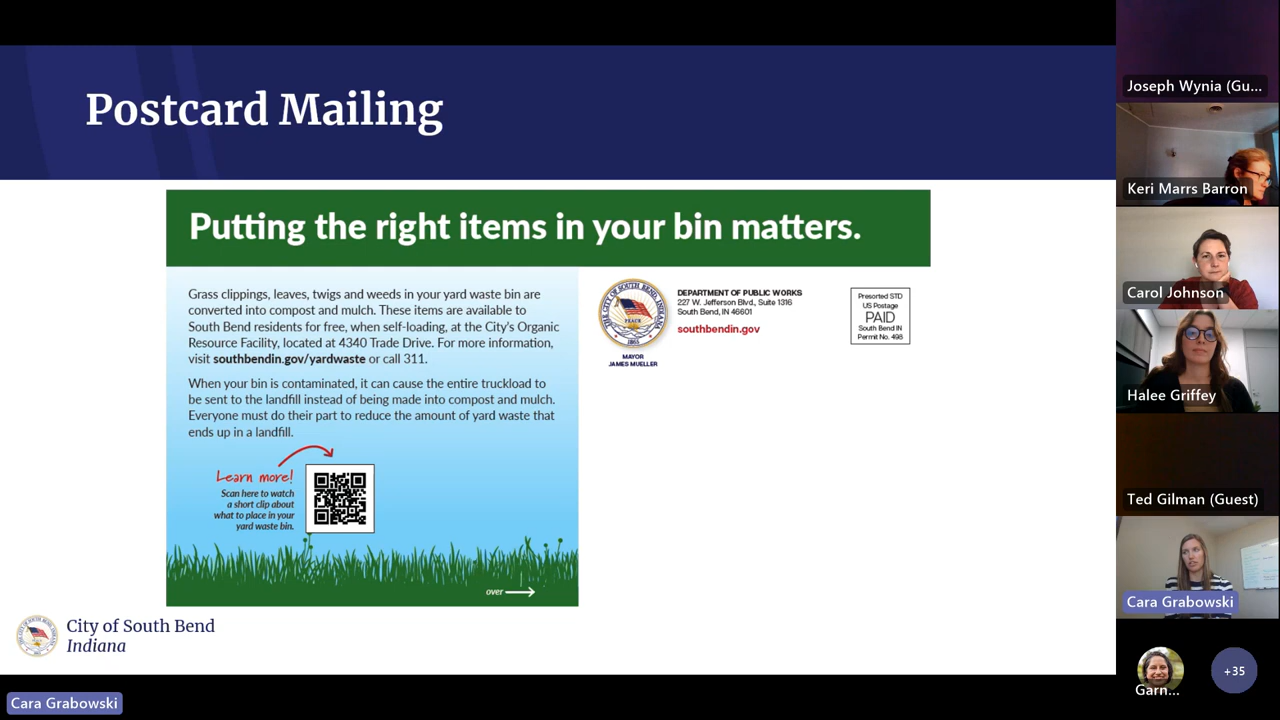 Postcard Mailing
Putting the right items in your bin matters.
Grass clippings, leaves, twigs and weeds in your yard waste bin are
converted into compost and mulch. These items are available to
South Bend residents for free, when self-loading, at the City's Organic
Resource Facility, located at 4340 Trade Drive. For more information,
visit southbendin.gov/yardwaste or call 311.
When your bin is contaminated, it can cause the entire truckload to
be sent to the landfill instead of being made into compost and mulch.
Everyone must do their part to reduce the amount of yard waste that
ends up in a landfill.
Learn more!
Scan here to watch
a short clip about
what to place in your
yard waste bin.
over
THE CITY OF SOUTH BEND, INDIANA
PEACE
1865
MAYOR
JAMES MUELLER
DEPARTMENT OF PUBLIC WORKS
227 W. Jefferson Blvd., Suite 1316
South Bend, IN 46601
southbendin.gov
Presorted STD
US Postage
PAID
South Bend IN
Permit No. 498
City of South Bend
Indiana
Cara Grabowski
Joseph Wynia (Gu...
Keri Marrs Barron
Carol Johnson
Halee Griffey
Ted Gilman (Guest)
Cara Grabowski
Garn...
+35